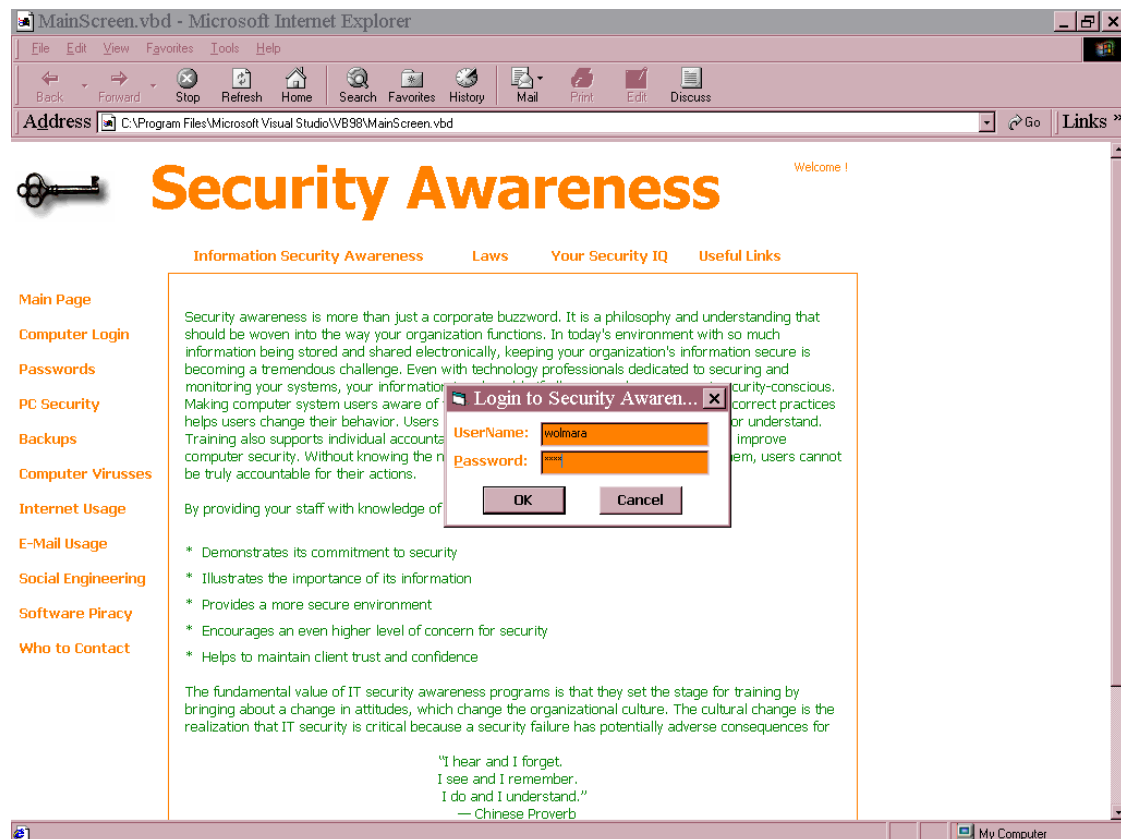 MainScreen.vbd - Microsoft Internet Explorer
File Edit View Favorites Tools Help
Back Forward Stop Refresh Home Search Favorites History Mail Print Edit Discuss
Address C:\Program Files\Microsoft Visual Studio\VB98\MainScreen.vbd Go Links »
Security Awareness
Welcome !
Information Security Awareness Laws Your Security IQ Useful Links
Main Page
Computer Login
Passwords
PC Security
Backups
Computer Virusses
Internet Usage
E-Mail Usage
Social Engineering
Software Piracy
Who to Contact
Security awareness is more than just a corporate buzzword. It is a philosophy and understanding that
should be woven into the way your organization functions. In today's environment with so much
information being stored and shared electronically, keeping your organization's information secure is
becoming a tremendous challenge. Even with technology professionals dedicated to securing and
monitoring your systems, your information curity-conscious.
Making computer system users aware of correct practices
helps users change their behavior. Users or understand.
Training also supports individual accounta improve
computer security. Without knowing the n em, users cannot
be truly accountable for their actions.
By providing your staff with knowledge of
* Demonstrates its commitment to security
* Illustrates the importance of its information
* Provides a more secure environment
* Encourages an even higher level of concern for security
* Helps to maintain client trust and confidence
The fundamental value of IT security awareness programs is that they set the stage for training by
bringing about a change in attitudes, which change the organizational culture. The cultural change is the
realization that IT security is critical because a security failure has potentially adverse consequences for
"I hear and I forget.
I see and I remember.
I do and I understand."
— Chinese Proverb
Login to Security Awaren...
UserName: wolmara
Password: ****
OK Cancel
My Computer